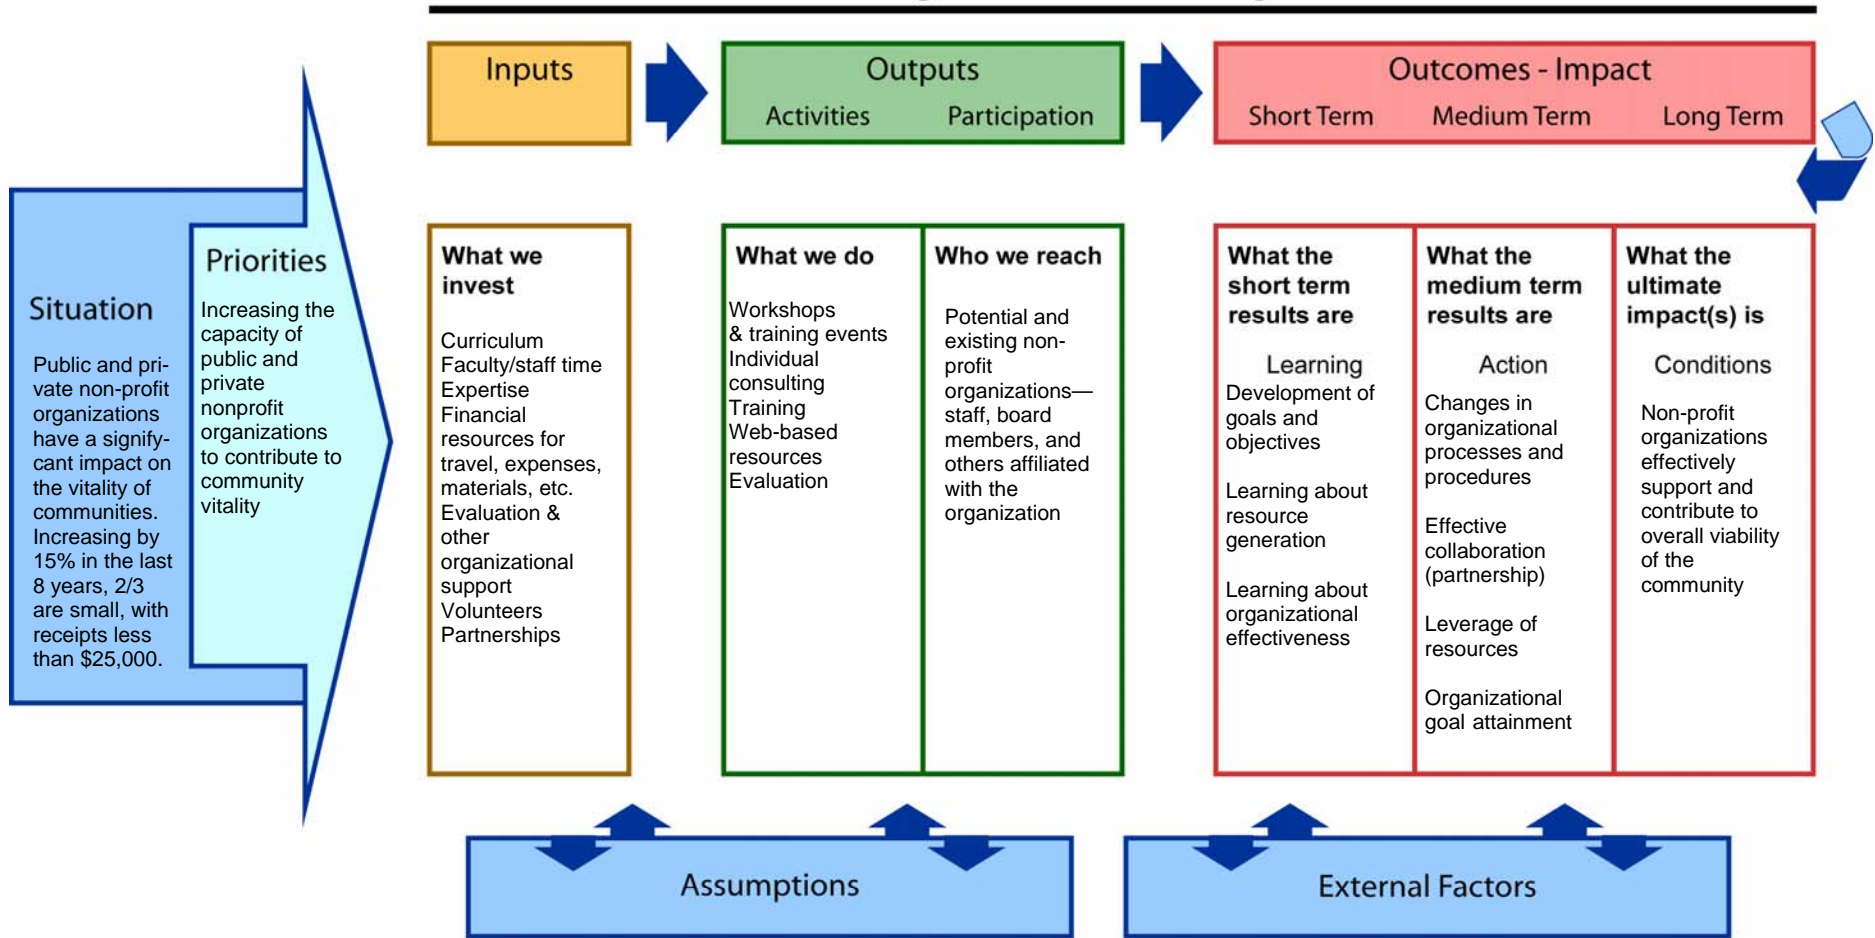 Inputs
Outputs
Activities Participation
Outcomes - Impact
Short Term Medium Term Long Term
Situation
Public and pri-
vate non-profit
organizations
have a signify-
cant impact on
the vitality of
communities.
Increasing by
15% in the last
8 years, 2/3
are small, with
receipts less
than $25,000.
Priorities
Increasing the
capacity of
public and
private
nonprofit
organizations
to contribute to
community
vitality
What we
invest
Curriculum
Faculty/staff time
Expertise
Financial
resources for
travel, expenses,
materials, etc.
Evaluation &
other
organizational
support
Volunteers
Partnerships
What we do
Workshops
& training events
Individual
consulting
Training
Web-based
resources
Evaluation
Who we reach
Potential and
existing non-
profit
organizations—
staff, board
members, and
others affiliated
with the
organization
What the
short term
results are
Learning
Development of
goals and
objectives
Learning about
resource
generation
Learning about
organizational
effectiveness
What the
medium term
results are
Action
Changes in
organizational
processes and
procedures
Effective
collaboration
(partnership)
Leverage of
resources
Organizational
goal attainment
What the
ultimate
impact(s) is
Conditions
Non-profit
organizations
effectively
support and
contribute to
overall viability
of the
community
Assumptions
External Factors